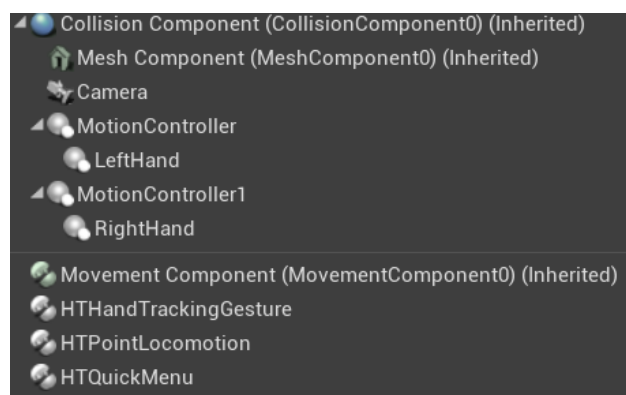 Collision Component (CollisionComponent0) (Inherited)
Mesh Component (MeshComponent0) (Inherited)
Camera
MotionController
LeftHand
MotionController1
RightHand
Movement Component (MovementComponent0) (Inherited)
HTHandTrackingGesture
HTPointLocomotion
HTQuickMenu